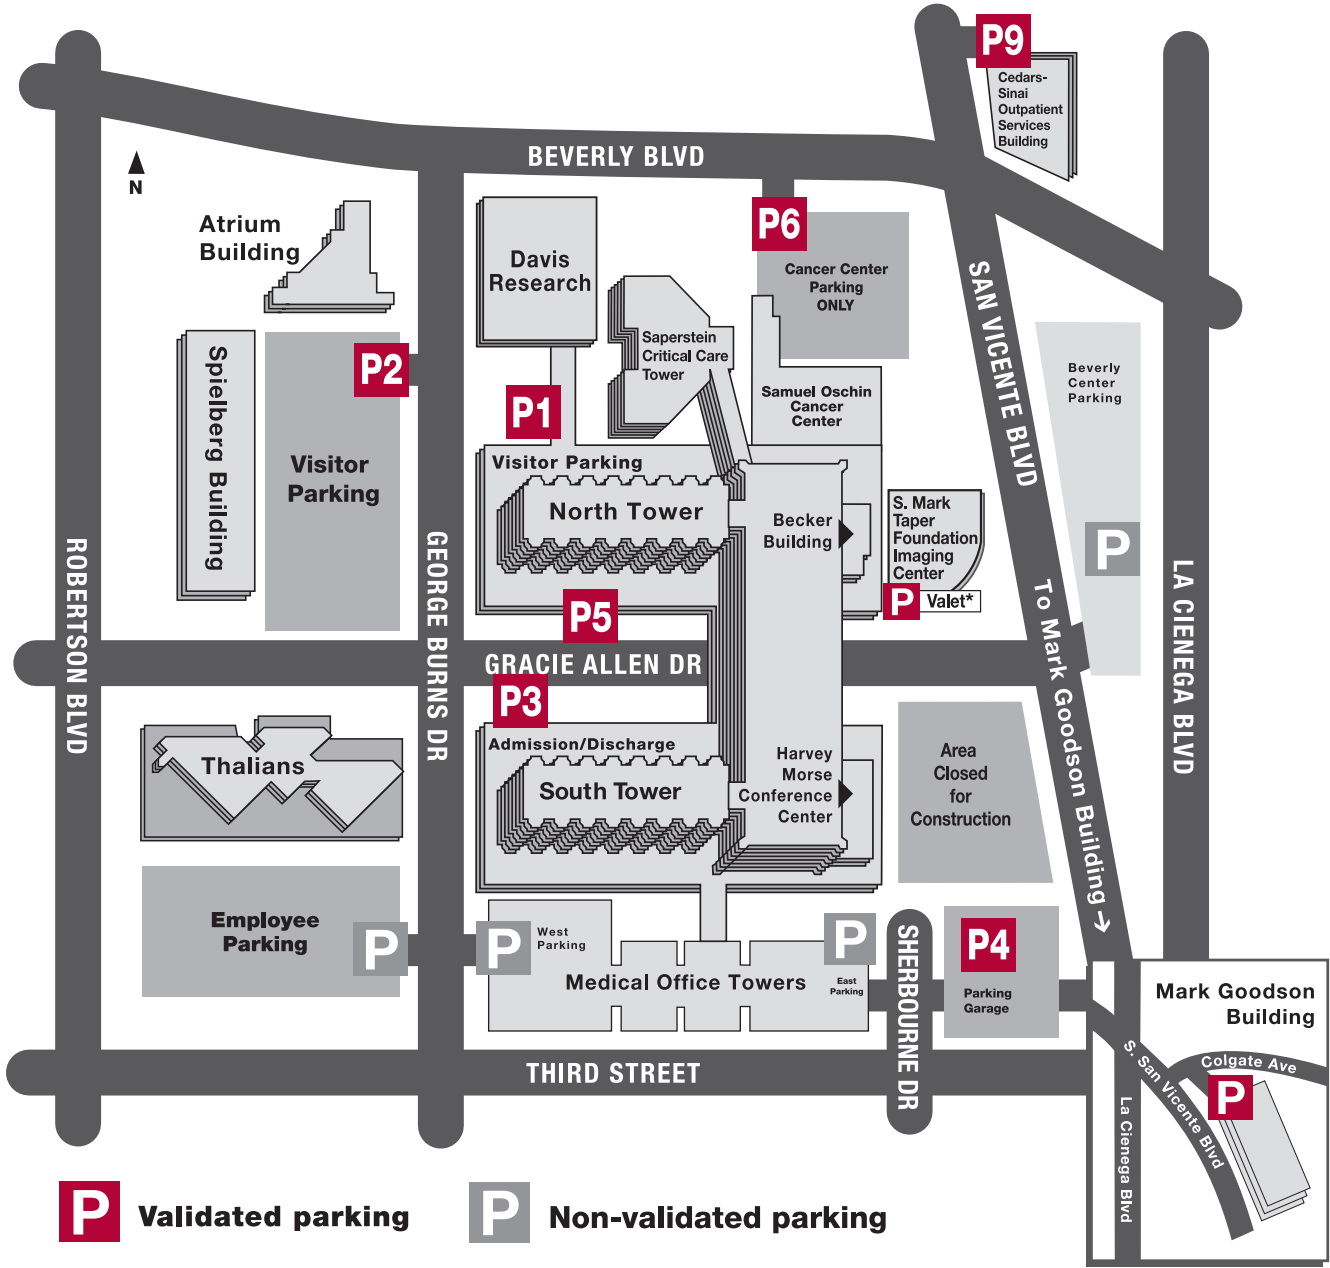 P9
Cedars-
Sinai
Outpatient
Services
Building
BEVERLY BLVD
N
Atrium
Building
Davis
Research
P6
Cancer Center
Parking
ONLY
SAN VICENTE BLVD
Saperstein
Critical Care
Tower
Spielberg Building
P2
Visitor
Parking
P1
Samuel Oschin
Cancer
Center
Beverly
Center
Parking
P
Visitor Parking
North Tower
Becker
Building
S. Mark
Taper
Foundation
Imaging
Center
P
Valet*
ROBERTSON BLVD
GEORGE BURNS DR
LA CIENEGA BLVD
To Mark Goodson Building →
P5
GRACIE ALLEN DR
P3
Admission/Discharge
South Tower
Thalians
Harvey
Morse
Conference
Center
Area
Closed
for
Construction
Employee
Parking
P
P
West
Parking
Medical Office Towers
P
East
Parking
SHERBOURNE DR
P4
Parking
Garage
THIRD STREET
Mark Goodson
Building
Colgate Ave
S. San Vicente Blvd
La Cienega Blvd
P
P
Validated parking
P
Non-validated parking